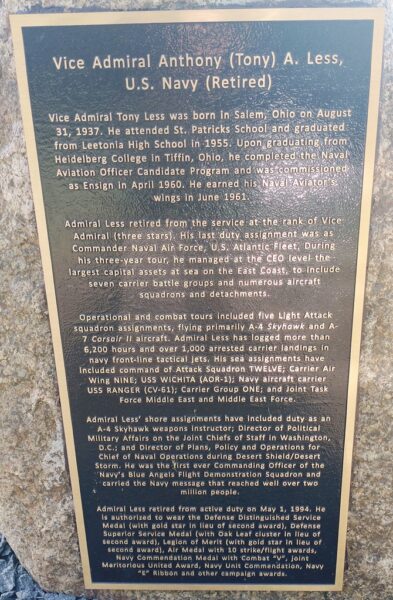 Vice Admiral Anthony (Tony) A. Less,
U.S. Navy (Retired)
Vice Admiral Tony Less was born in Salem, Ohio on August
31, 1937. He attended St. Patricks School and graduated
from Leetonia High School in 1955. Upon graduating from
Heidelberg College in Tiffin, Ohio, he completed the Naval
Aviation Officer Candidate Program and was commissioned
as Ensign in April 1960. He earned his Naval Aviator's
wings in June 1961.
Admiral Less retired from the service at the rank of Vice
Admiral (three stars). His last duty assignment was as
Commander Naval Air Force, U.S. Atlantic Fleet. During
his three-year tour, he managed at the CEO level the
largest capital assets at sea on the East Coast, to include
seven carrier battle groups and numerous aircraft
squadrons and detachments.
Operational and combat tours included five Light Attack
squadron assignments, flying primarily A-4 Skyhawk and A-
7 Corsair II aircraft. Admiral Less has logged more than
6,200 hours and over 1,000 arrested carrier landings in
navy front-line tactical jets. His sea assignments have
included command of Attack Squadron TWELVE; Carrier Air
Wing NINE; USS WICHITA (AOR-1); Navy aircraft carrier
USS RANGER (CV-61); Carrier Group ONE; and Joint Task
Force Middle East and Middle East Force.
Admiral Less' shore assignments have included duty as an
A-4 Skyhawk weapons instructor; Director of Political
Military Affairs on the Joint Chiefs of Staff in Washington,
D.C.; and Director of Plans, Policy and Operations for
Chief of Naval Operations during Desert Shield/Desert
Storm. He was the first ever Commanding Officer of the
Navy's Blue Angels Flight Demonstration Squadron and
carried the Navy message that reached well over two
million people.
Admiral Less retired from active duty on May 1, 1994. He
is authorized to wear the Defense Distinguished Service
Medal (with gold star in lieu of second award), Defense
Superior Service Medal (with Oak Leaf cluster in lieu of
second award), Legion of Merit (with gold star in lieu of
second award), Air Medal with 10 strike/flight awards,
Navy Commendation Medal with Combat "V", Joint
Meritorious United Award, Navy Unit Commendation, Navy
"E" Ribbon and other campaign awards.